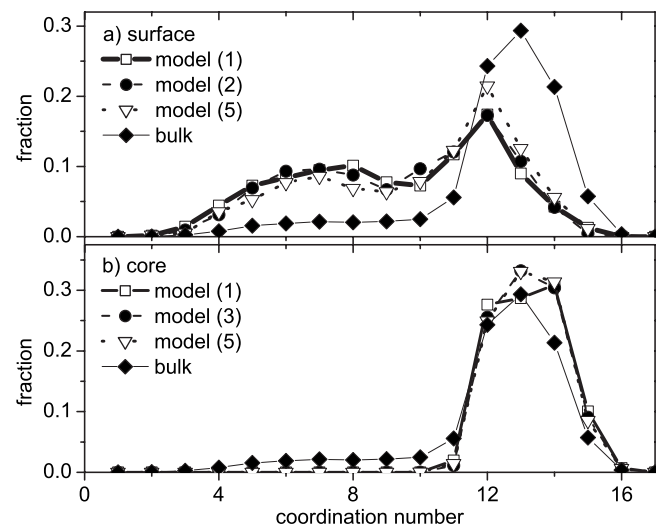 0.3
a) surface
model (1)
model (2)
model (5)
bulk
0.2
0.1
0.0
fraction
b) core
model (1)
model (3)
model (5)
bulk
0.3
0.2
0.1
0.0
fraction
0 4 8 12 16
coordination number